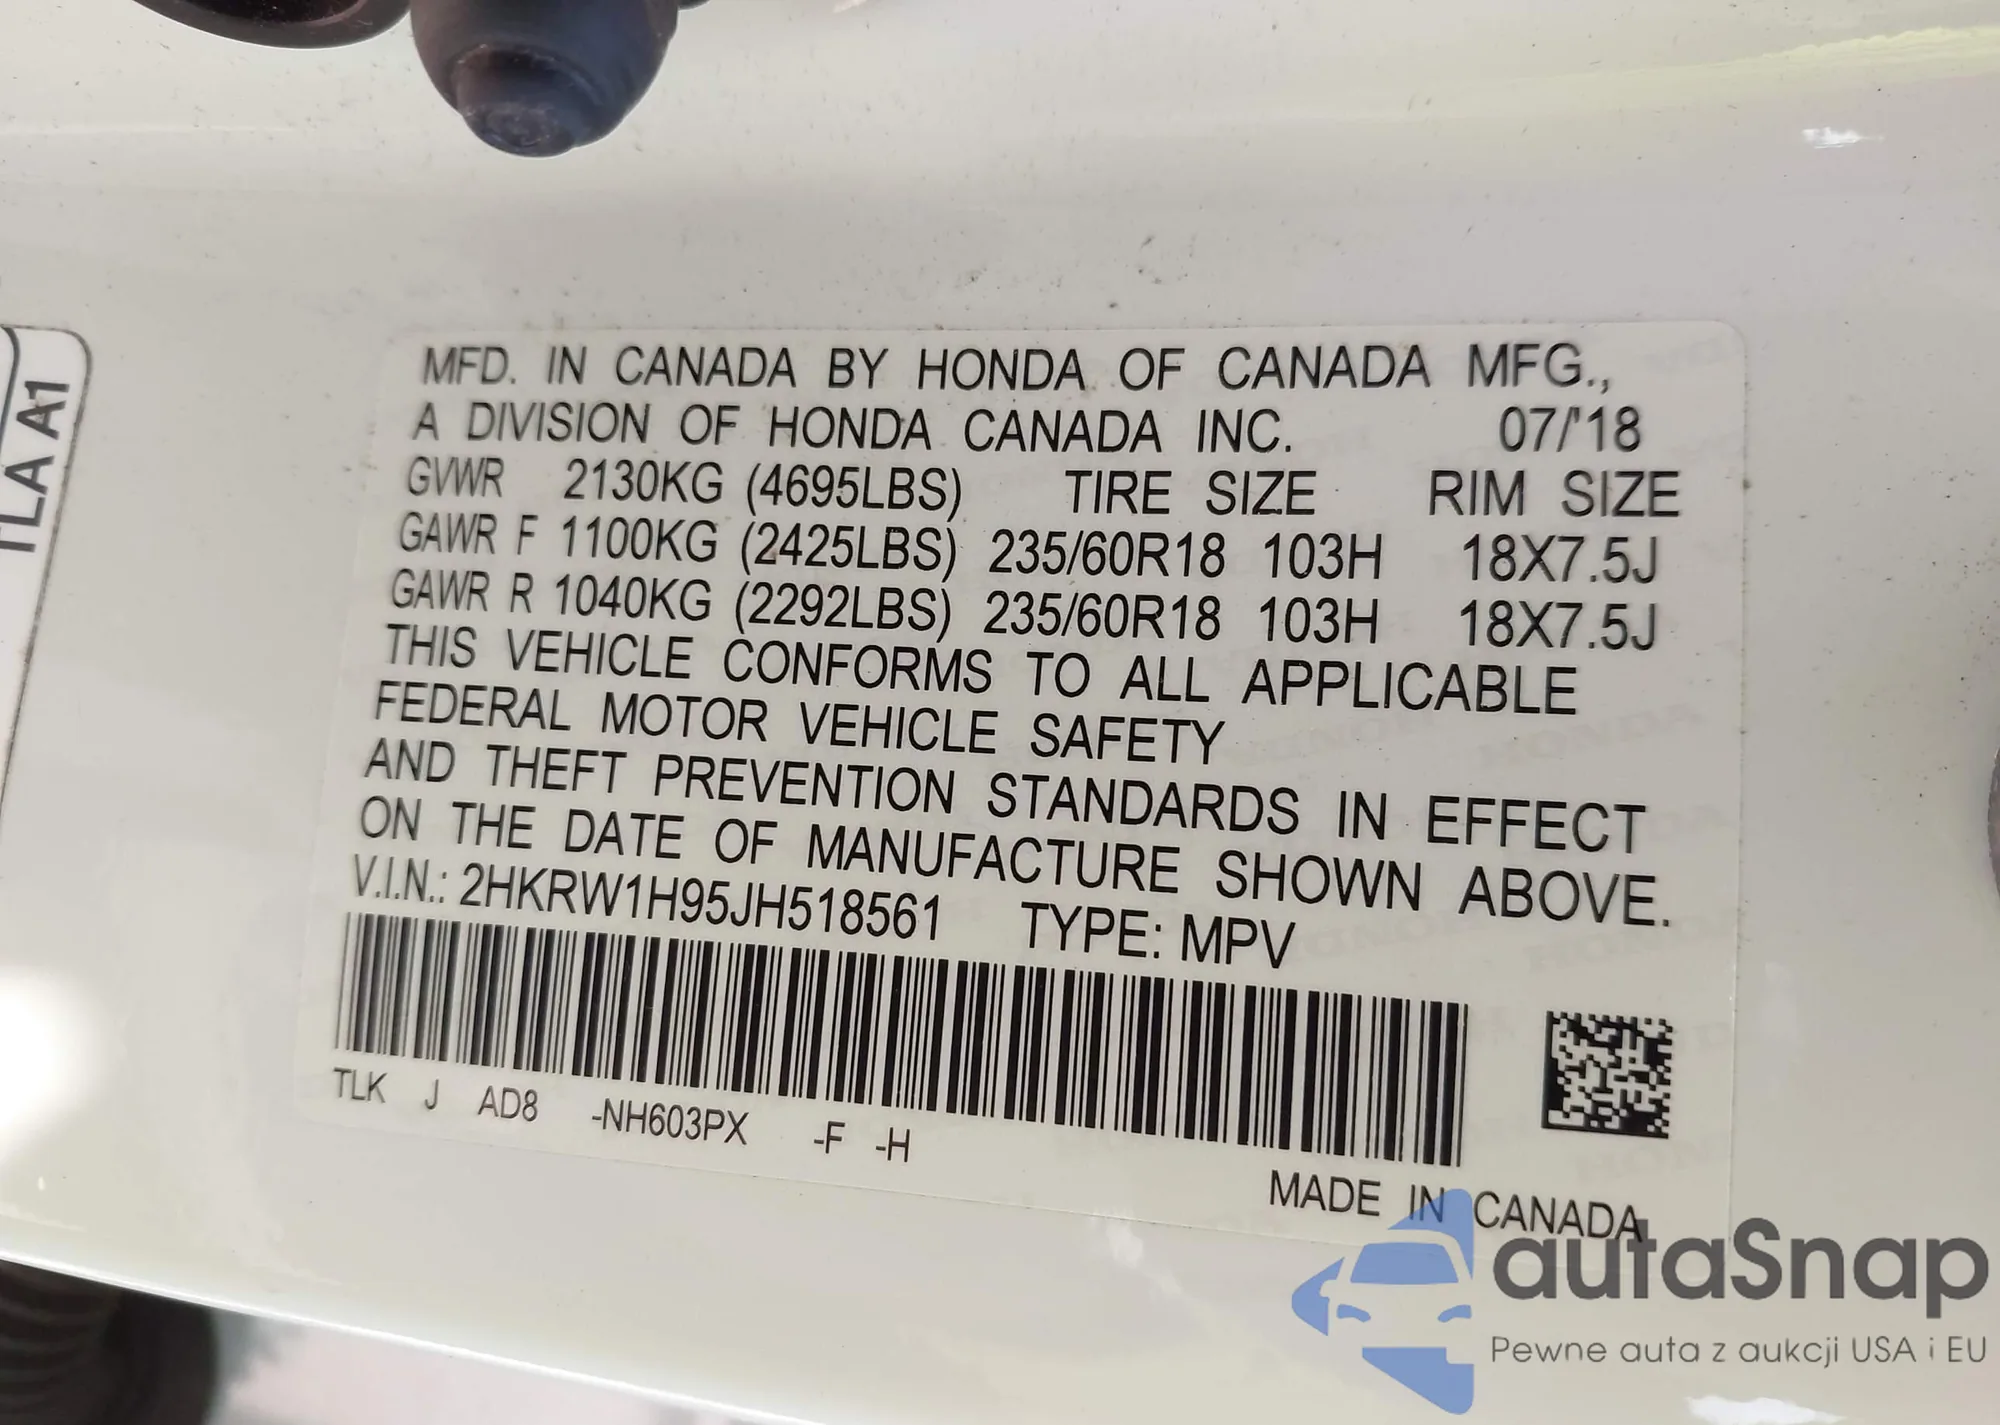 MFD. IN CANADA BY HONDA OF CANADA MFG.,
A DIVISION OF HONDA CANADA INC. 07/'18
GVWR 2130KG (4695LBS) TIRE SIZE RIM SIZE
GAWR F 1100KG (2425LBS) 235/60R18 103H 18X7.5J
GAWR R 1040KG (2292LBS) 235/60R18 103H 18X7.5J
THIS VEHICLE CONFORMS TO ALL APPLICABLE
FEDERAL MOTOR VEHICLE SAFETY
AND THEFT PREVENTION STANDARDS IN EFFECT
ON THE DATE OF MANUFACTURE SHOWN ABOVE.
V.I.N.: 2HKRW1H95JH518561 TYPE: MPV
TLK J AD8 -NH603PX -F -H
MADE IN CANADA
TLA A1
autaSnap
Pewne auta z aukcji USA i EU